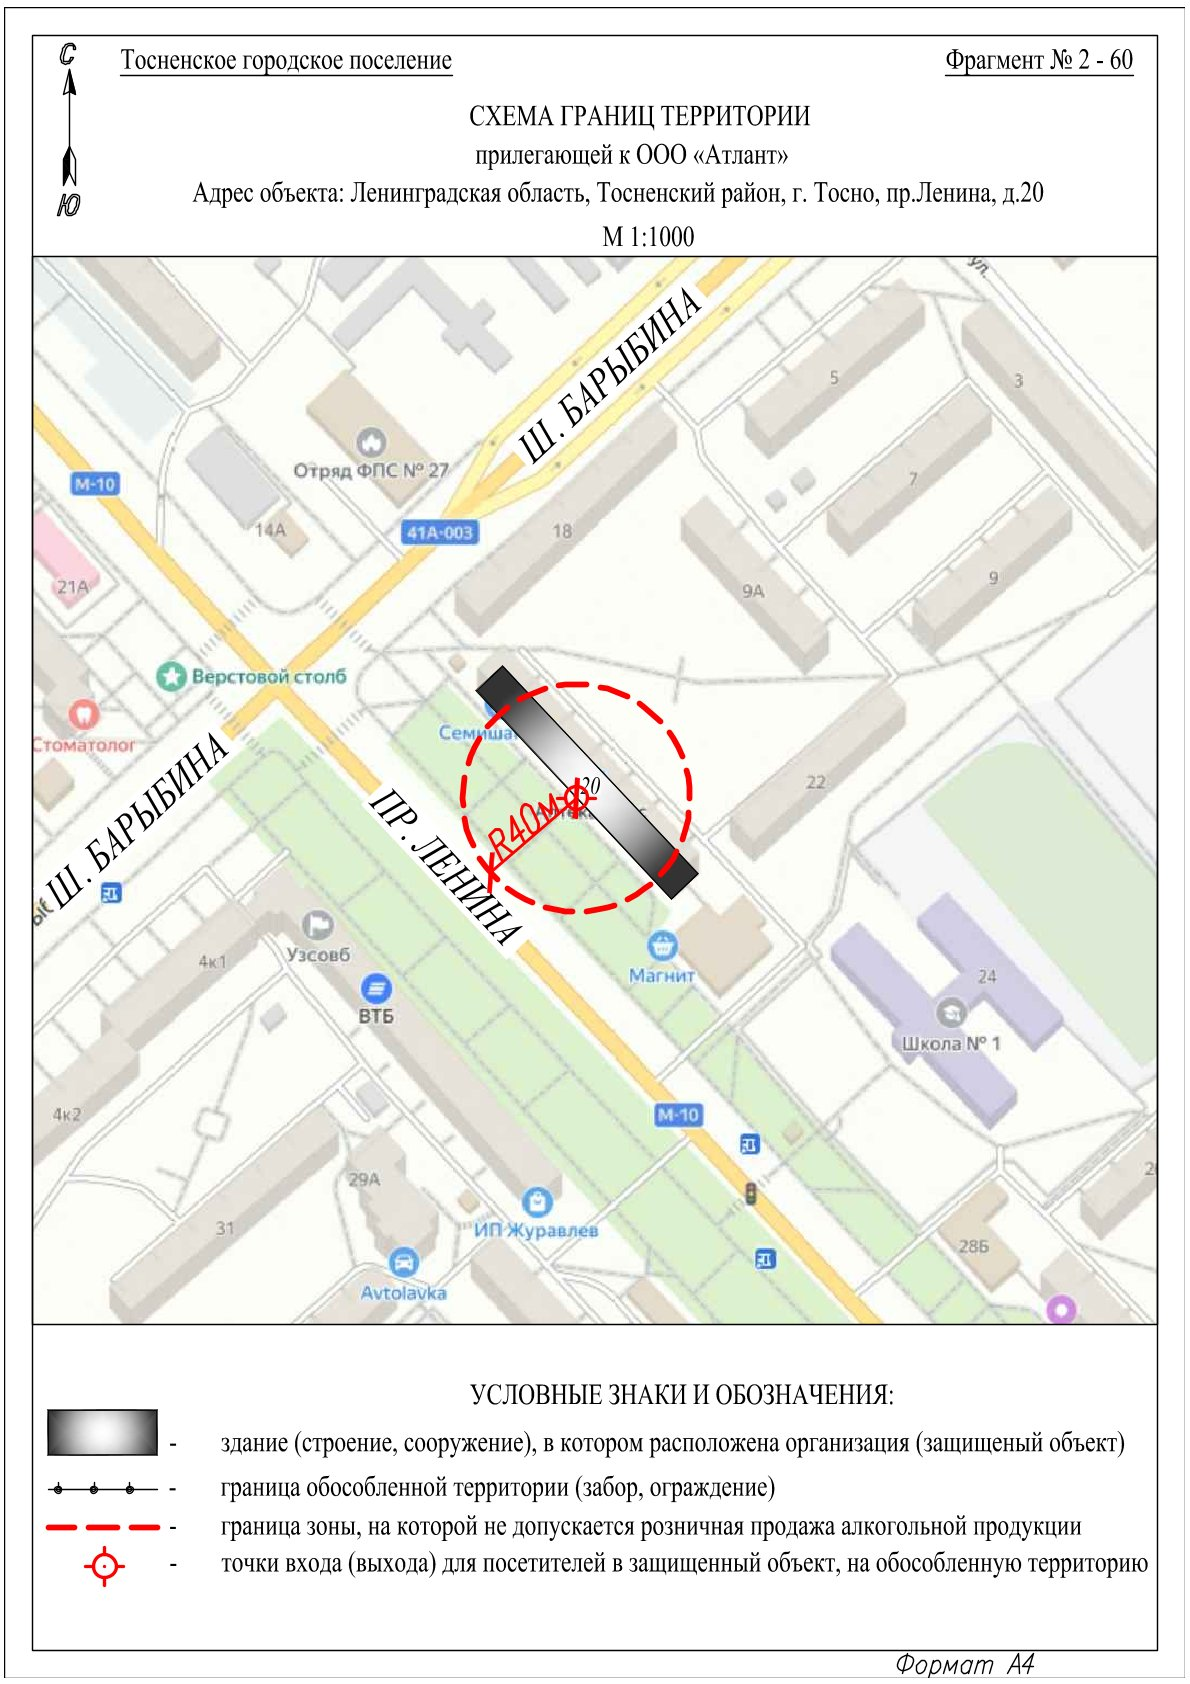 С
Ю
Тосненское городское поселение
Фрагмент № 2 - 60
СХЕМА ГРАНИЦ ТЕРРИТОРИИ
прилегающей к ООО «Атлант»
Адрес объекта: Ленинградская область, Тосненский район, г. Тосно, пр.Ленина, д.20
М 1:1000
ул.
Ш. БАРЫБИНА
5
3
Отряд ФПС № 27
М-10
7
14А
41А-003
18
21А
9А
9
Верстовой столб
Стоматолог
Ш. БАРЫБИНА
ПР. ЛЕНИНА
20
R40м
22
Узсовб
4к1
ВТБ
Магнит
24
Школа № 1
4к2
М-10
29А
31
ИП Журавлев
28Б
Avtolavka
УСЛОВНЫЕ ЗНАКИ И ОБОЗНАЧЕНИЯ:
- здание (строение, сооружение), в котором расположена организация (защищеный объект)
- граница обособленной территории (забор, ограждение)
- граница зоны, на которой не допускается розничная продажа алкогольной продукции
- точки входа (выхода) для посетителей в защищенный объект, на обособленную территорию
Формат А4